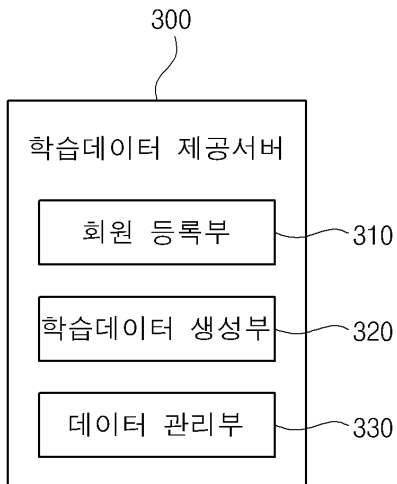 300
학습데이터 제공서버
회원 등록부
310
학습데이터 생성부
320
데이터 관리부
330